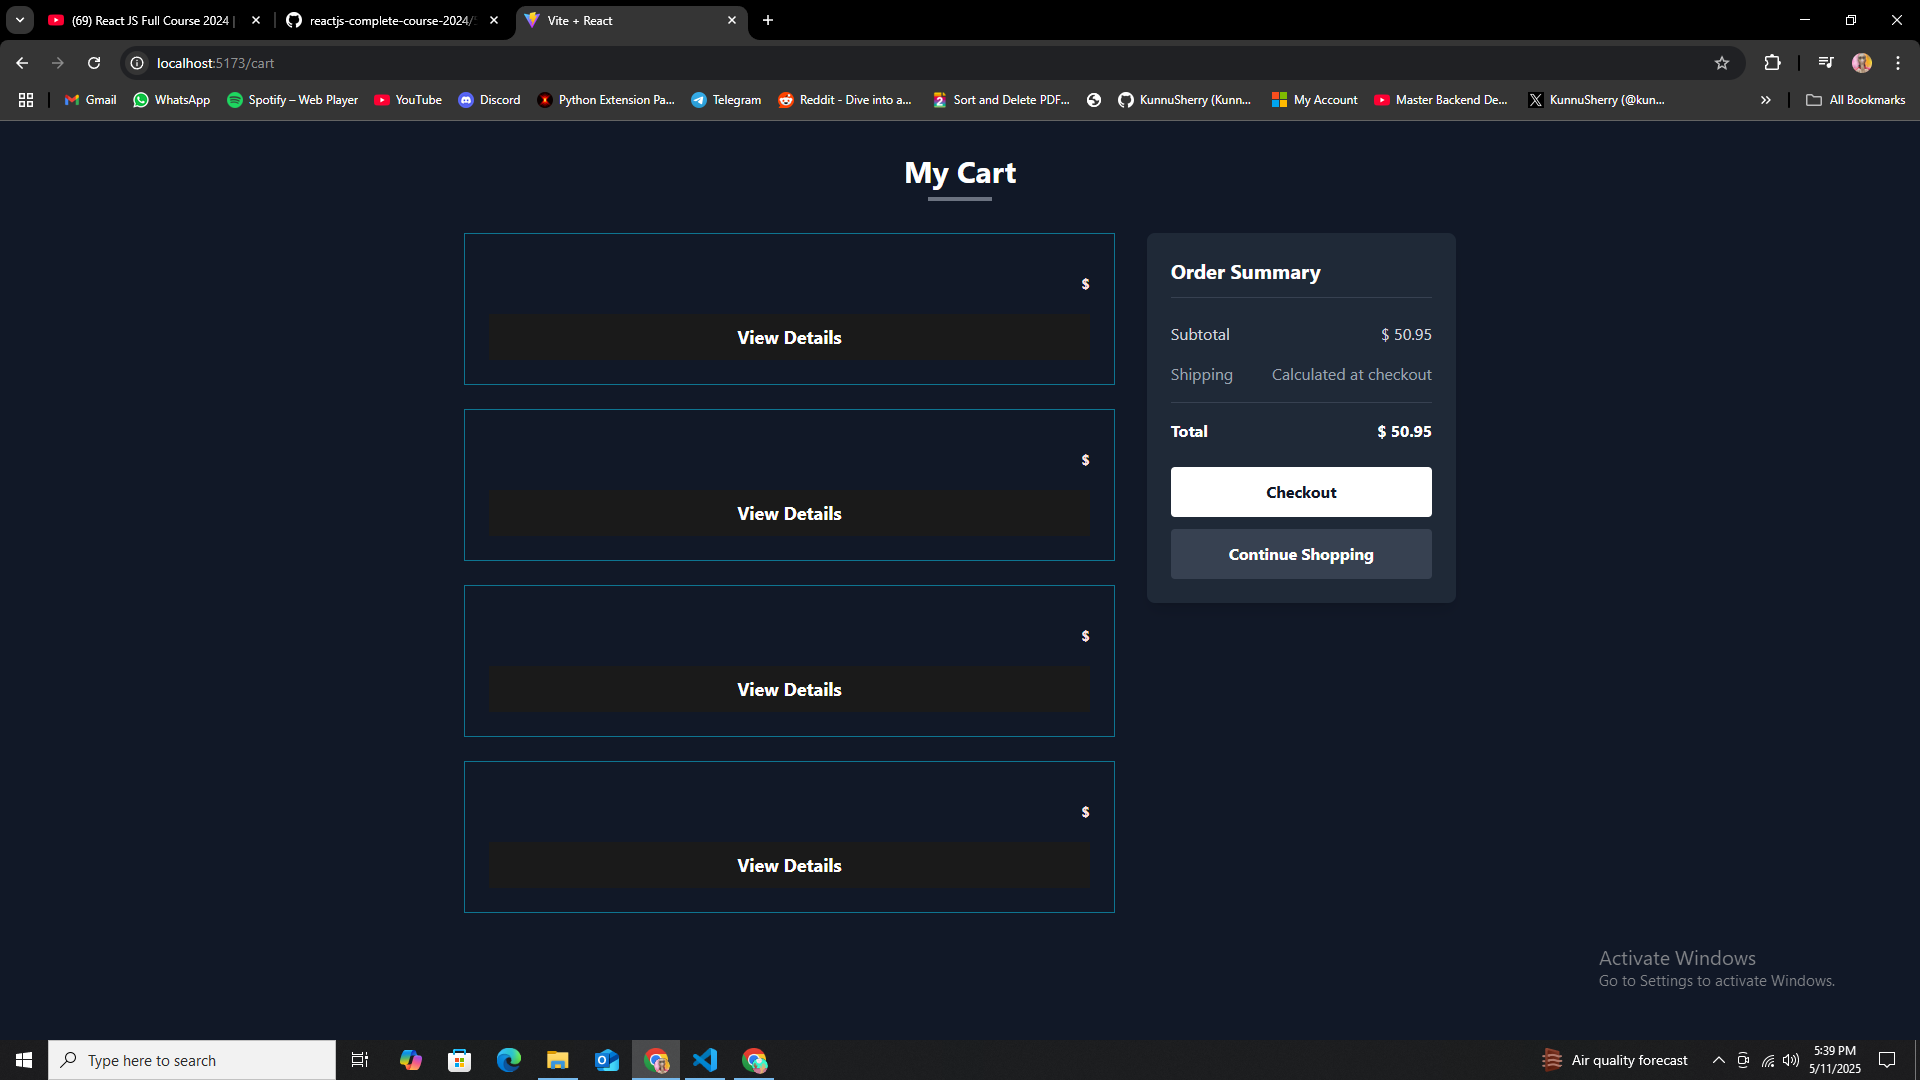 (69) React JS Full Course 2024 |
reactjs-complete-course-2024/
Vite + React
localhost:5173/cart
Gmail
WhatsApp
Spotify – Web Player
YouTube
Discord
Python Extension Pa...
Telegram
Reddit - Dive into a...
Sort and Delete PDF...
KunnuSherry (Kunn...
My Account
Master Backend De...
KunnuSherry (@kun...
All Bookmarks
My Cart
$
View Details
$
View Details
$
View Details
$
View Details
Order Summary
Subtotal $ 50.95
Shipping Calculated at checkout
Total $ 50.95
Checkout
Continue Shopping
Activate Windows
Go to Settings to activate Windows.
Type here to search
Air quality forecast
5:39 PM
5/11/2025